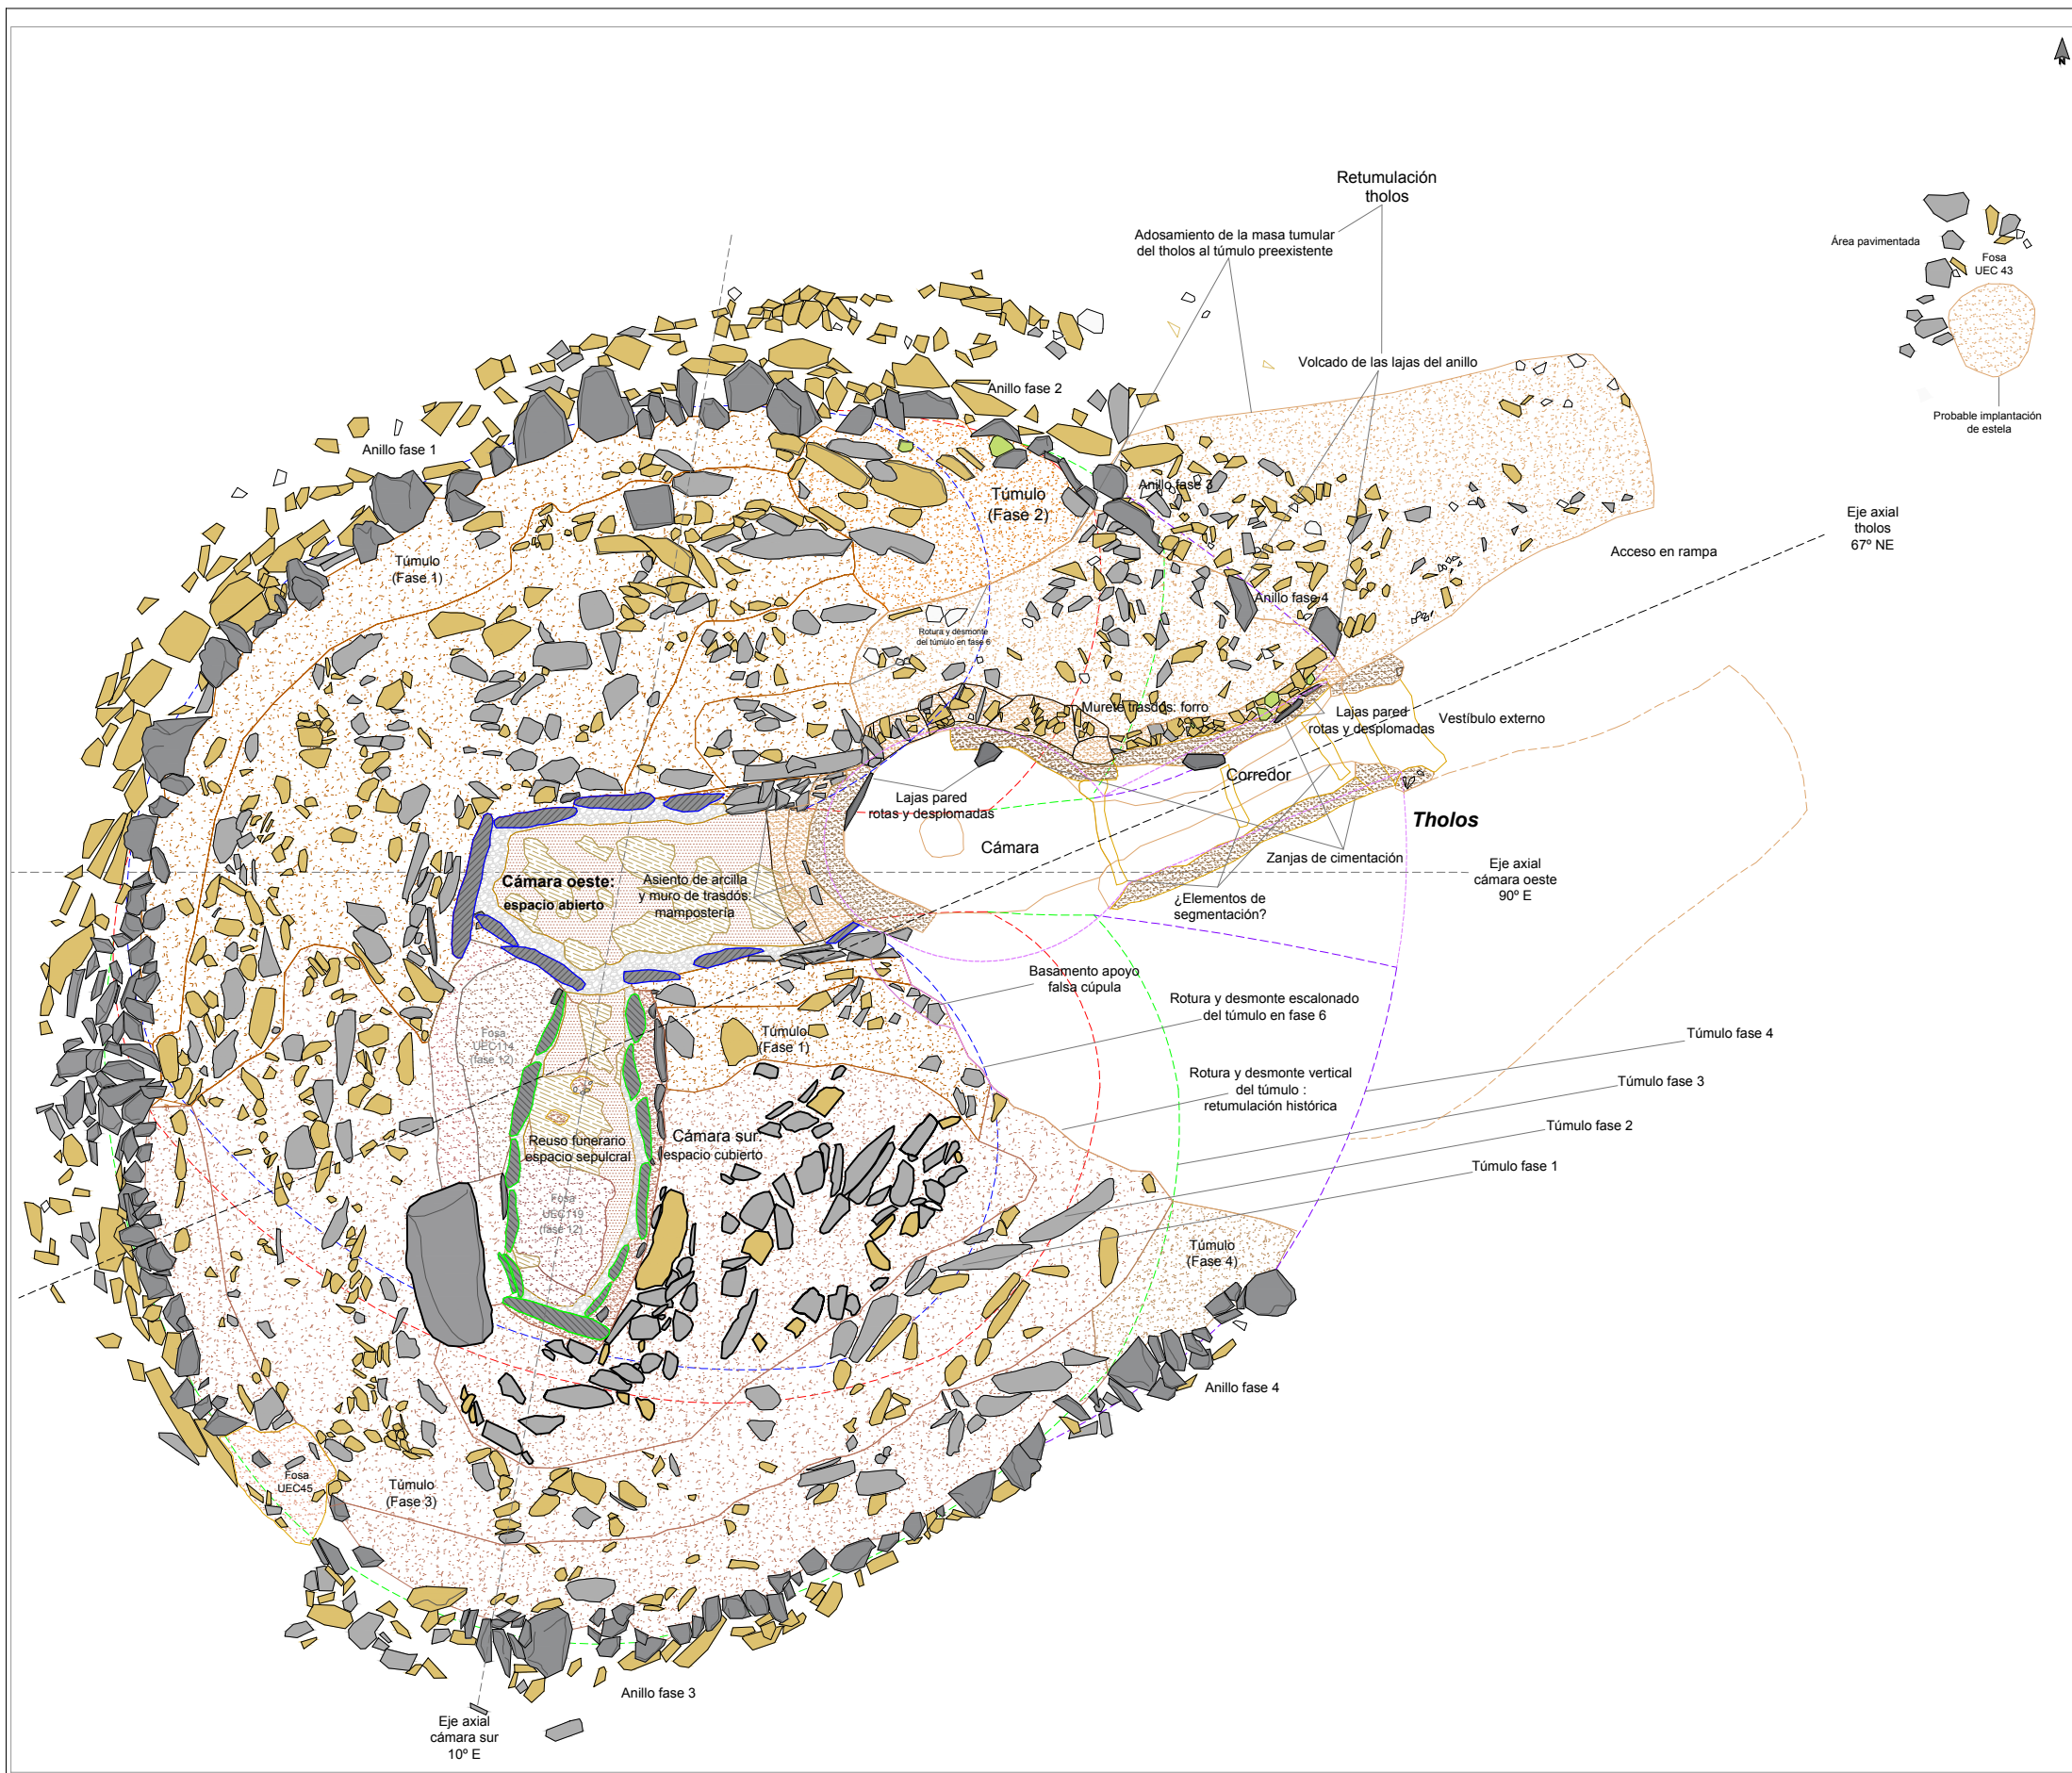 N
Retumulación
tholos
Adosamiento de la masa tumular
del tholos al túmulo preexistente
Área pavimentada
Fosa
UEC 43
Volcado de las lajas del anillo
Anillo fase 2
Probable implantación
de estela
Anillo fase 1
Túmulo
(Fase 2)
Anillo fase 3
Eje axial
tholos
67º NE
Acceso en rampa
Túmulo
(Fase 1)
Anillo fase 4
Rotura y desmonte
del túmulo en fase 6
Murete trasdós: forro
Lajas pared
rotas y desplomadas
Vestíbulo externo
Corredor
Lajas pared
rotas y desplomadas
Tholos
Cámara
Zanjas de cimentación
Eje axial
cámara oeste
90º E
Cámara oeste:
espacio abierto
Asiento de arcilla
y muro de trasdós:
mampostería
¿Elementos de
segmentación?
Basamento apoyo
falsa cúpula
Rotura y desmonte escalonado
del túmulo en fase 6
Fosa
UEC114
(fase 12)
Túmulo
(Fase 1)
Túmulo fase 4
Rotura y desmonte vertical
del túmulo :
retumulación histórica
Túmulo fase 3
Túmulo fase 2
Reuso funerario
espacio sepulcral
Cámara sur:
espacio cubierto
Túmulo fase 1
Fosa
UEC119
(fase 12)
Túmulo
(Fase 4)
Anillo fase 4
Fosa
UEC45
Túmulo
(Fase 3)
Anillo fase 3
Eje axial
cámara sur
10º E